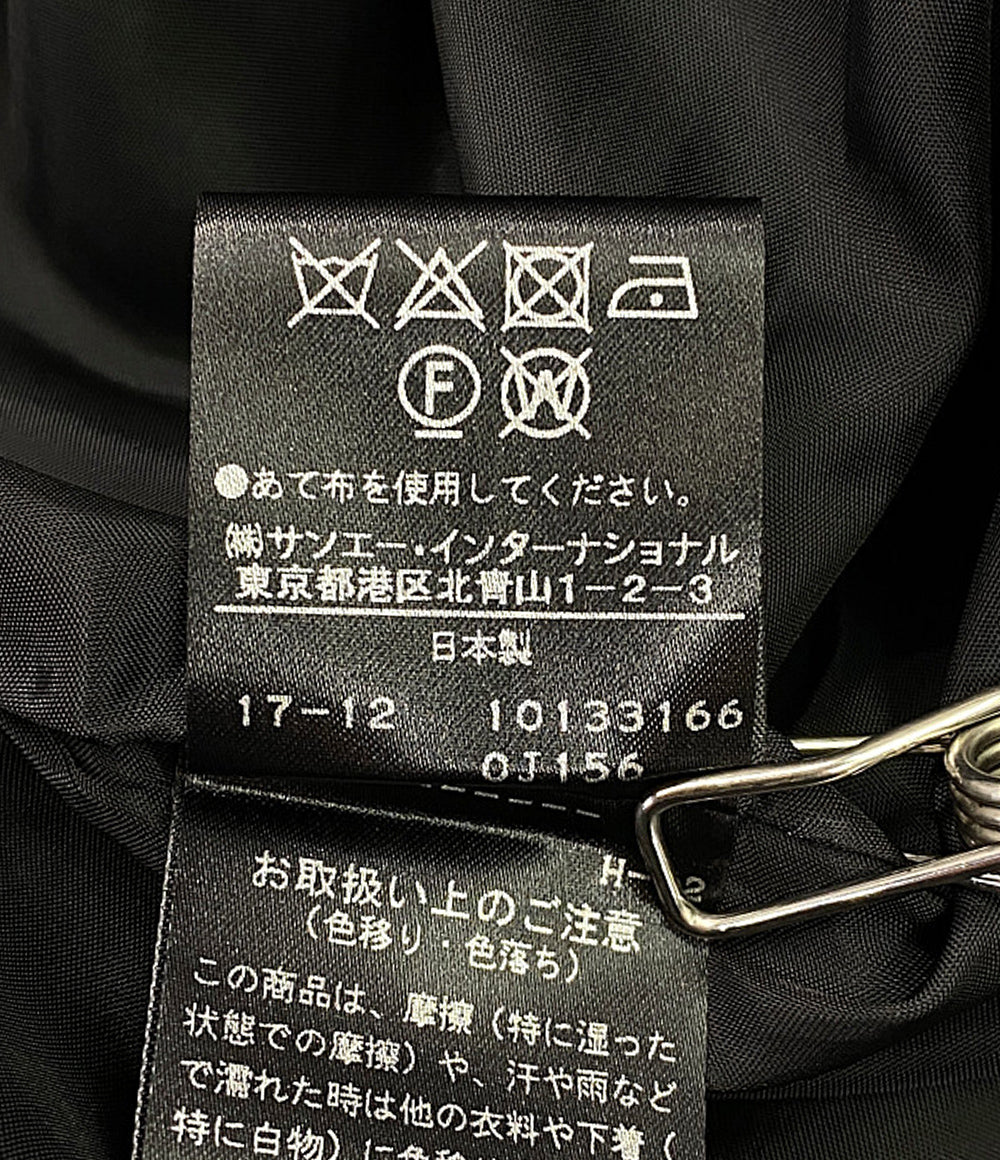 F W
●あて布を使用してください。
㈱サンエー・インターナショナル
東京都港区北青山1-2-3
日本製
17-12 10133166
0J156
お取扱い上のご注意
(色移り・色落ち)
この商品は、摩擦(特に湿った
状態での摩擦)や、汗や雨など
で濡れた時は他の衣料や下着(
特に白物)に色移り